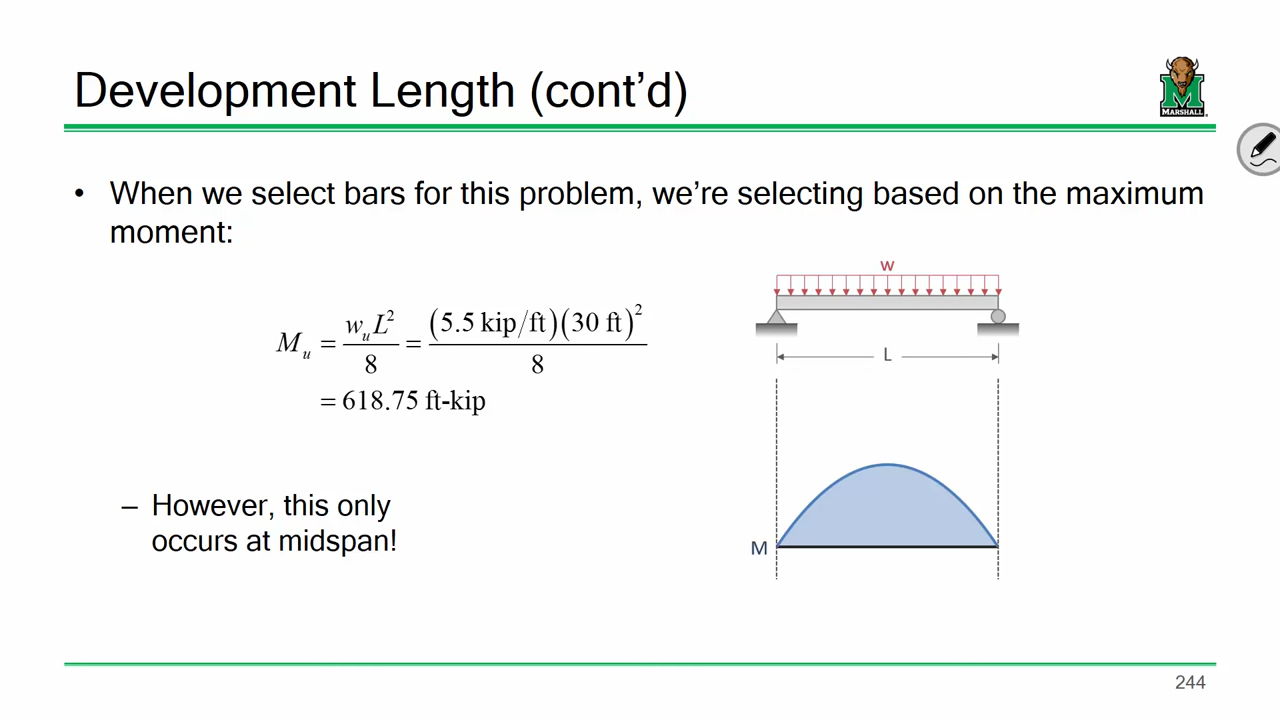 Development Length (cont’d)
MARSHALL
• When we select bars for this problem, we’re selecting based on the maximum
moment:
w
M_u = w_u L^2 / 8 = (5.5 kip/ft)(30 ft)^2 / 8
= 618.75 ft-kip
L
– However, this only
occurs at midspan!
M
244